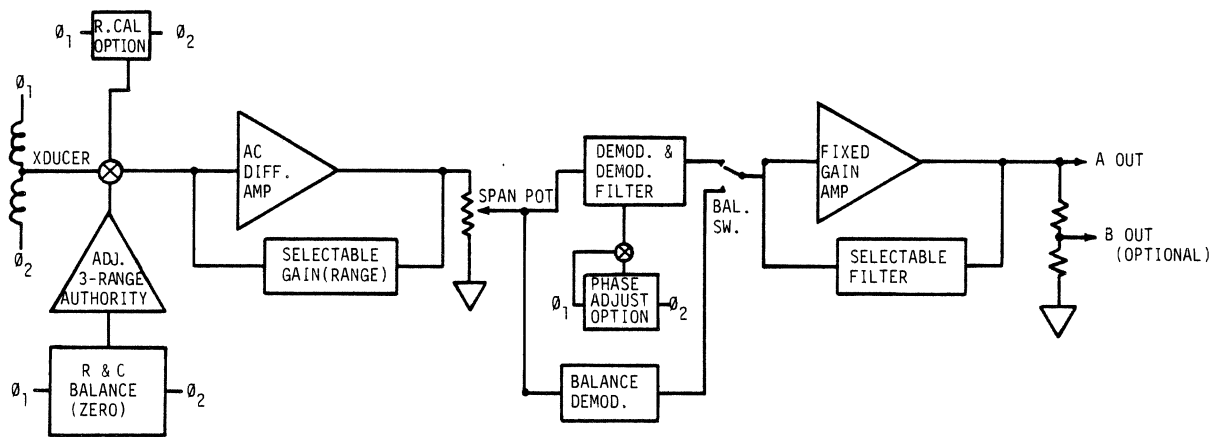 Ø1
R.CAL
OPTION
Ø2
Ø1
XDUCER
Ø2
ADJ.
3-RANGE
AUTHORITY
Ø1
R & C
BALANCE
(ZERO)
Ø2
AC
DIFF.
AMP
SELECTABLE
GAIN(RANGE)
SPAN POT
DEMOD. &
DEMOD.
FILTER
BAL.
SW.
Ø1
PHASE
ADJUST
OPTION
Ø2
BALANCE
DEMOD.
FIXED
GAIN
AMP
SELECTABLE
FILTER
A OUT
B OUT
(OPTIONAL)